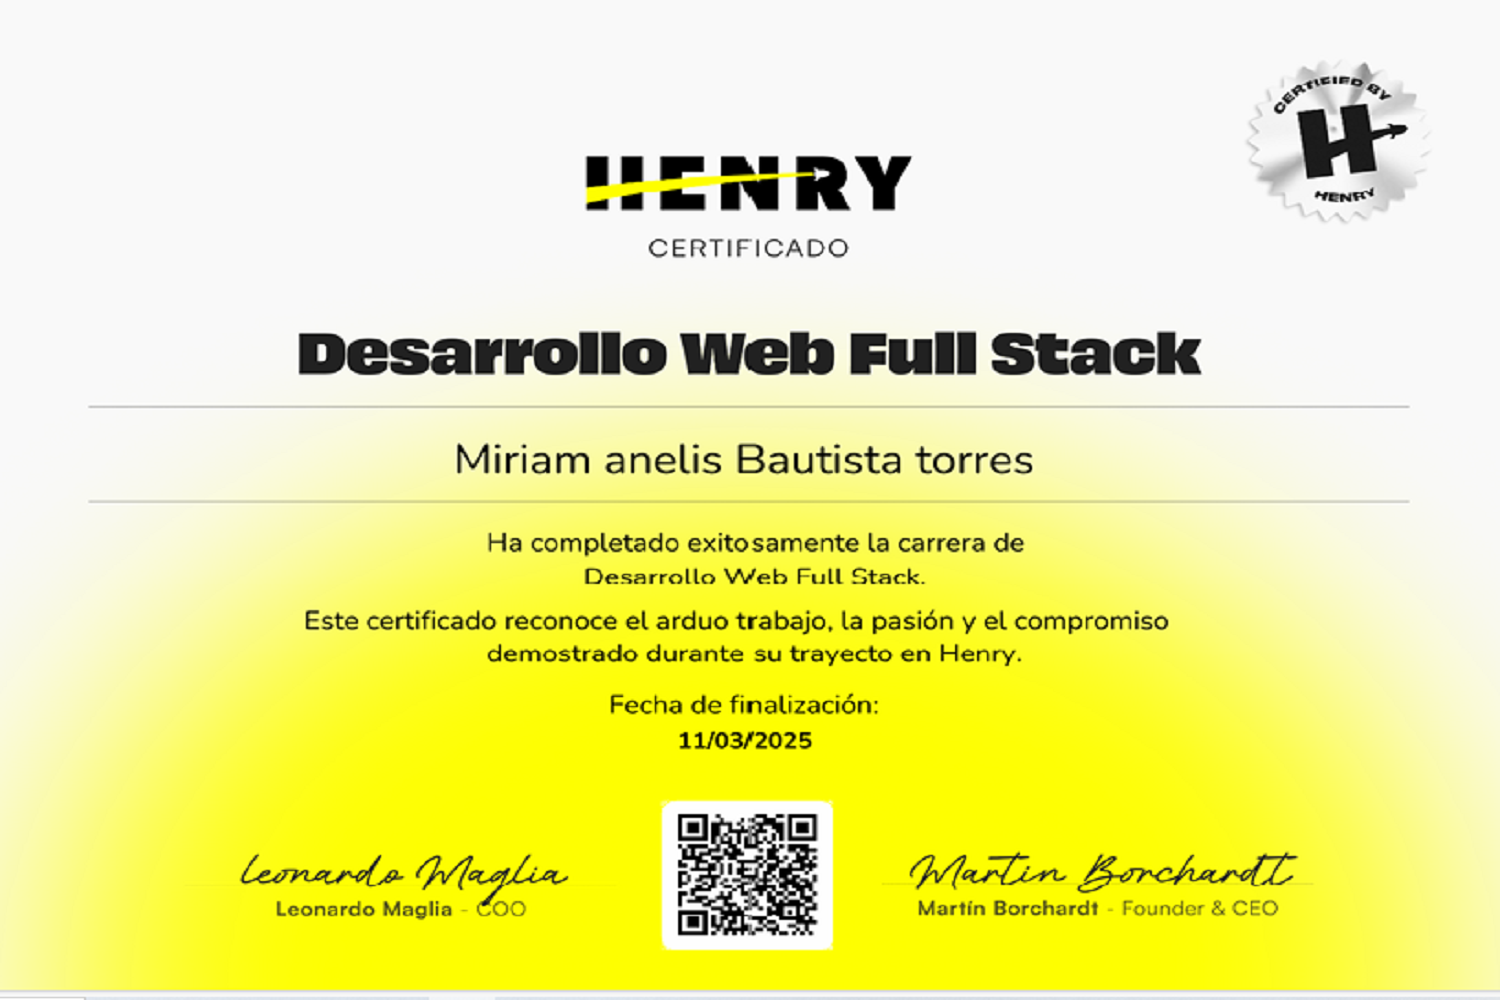 CERTIFIED BY
H
HENRY
HENRY
CERTIFICADO
Desarrollo Web Full Stack
Miriam anelis Bautista torres
Ha completado exitosamente la carrera de
Desarrollo Web Full Stack.
Este certificado reconoce el arduo trabajo, la pasión y el compromiso
demostrado durante su trayecto en Henry.
Fecha de finalización:
11/03/2025
Leonardo Maglia
Leonardo Maglia - COO
Martín Borchardt
Martín Borchardt - Founder & CEO